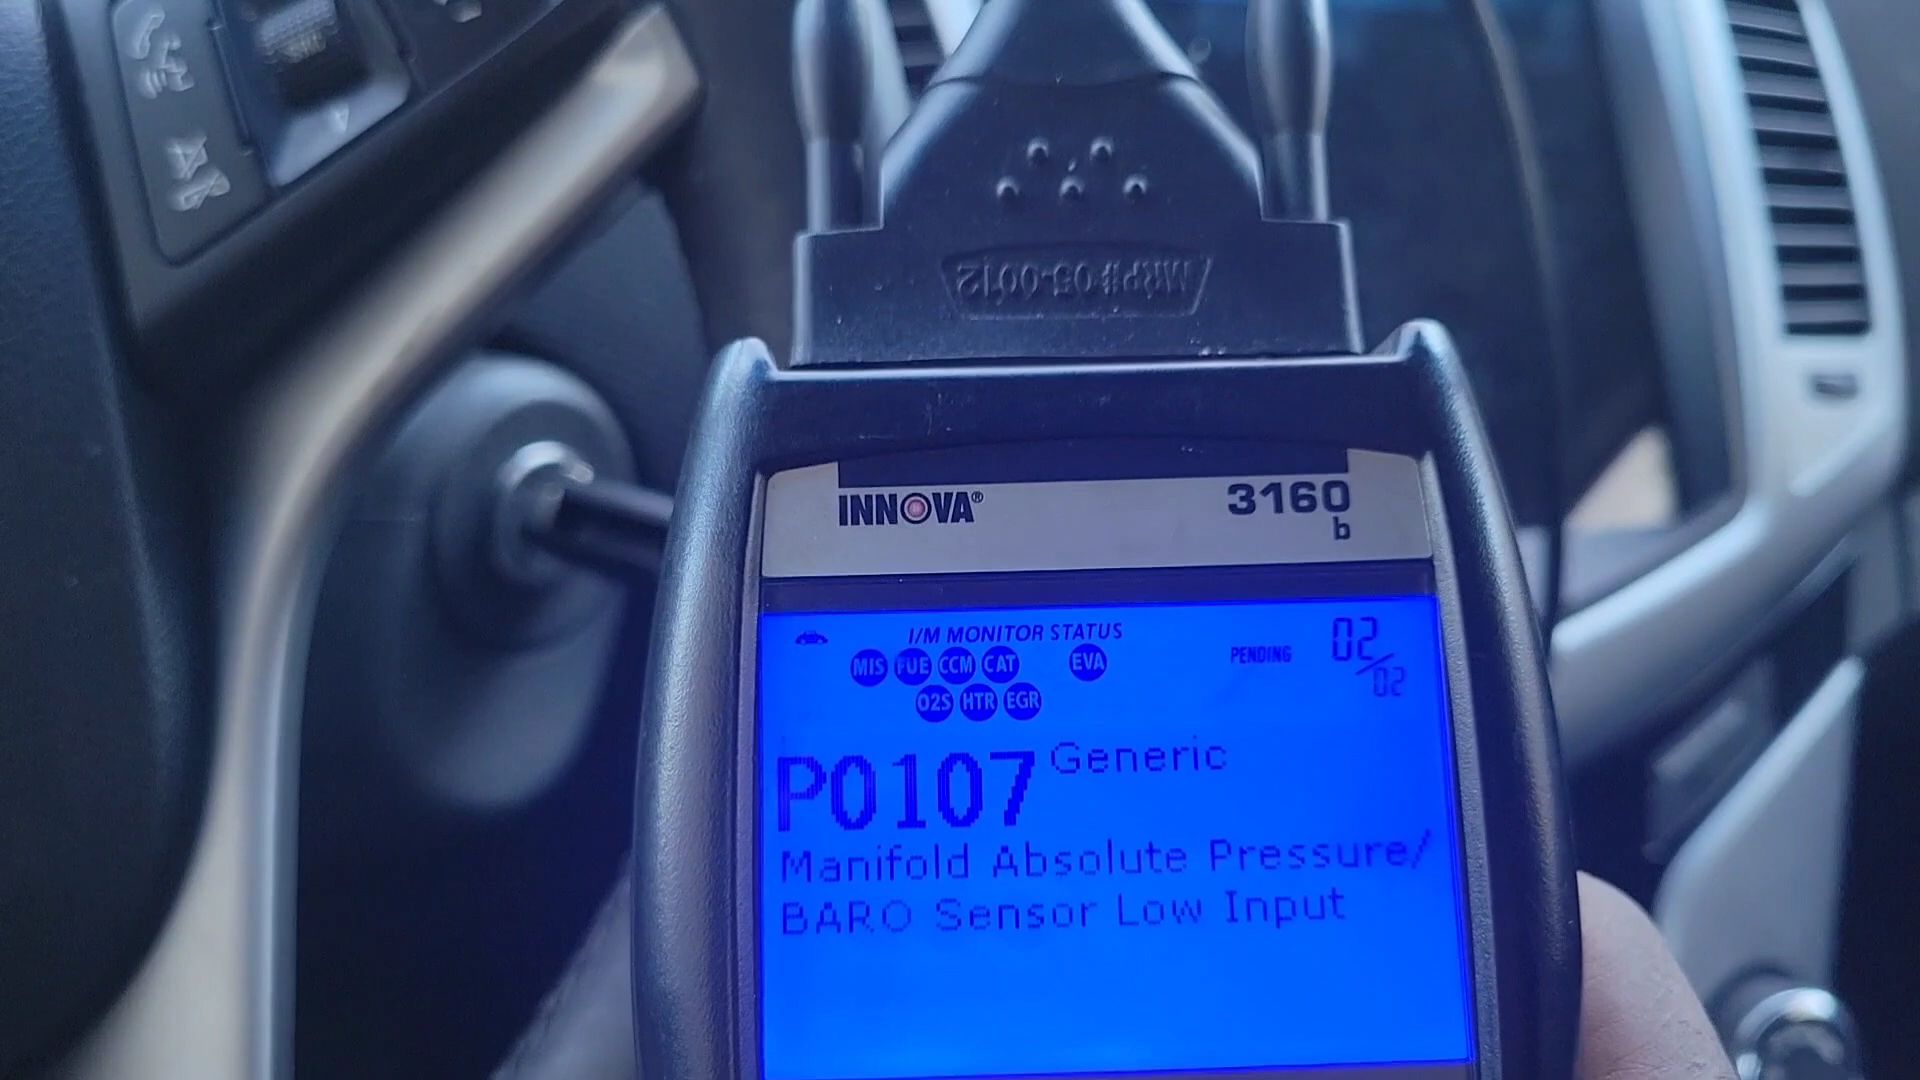 MRP# 05-0012
INNOVA®
3160
b
I/M MONITOR STATUS
MIS FUE CCM CAT EVA
O2S HTR EGR
PENDING
02/02
P0107 Generic
Manifold Absolute Pressure/
BARO Sensor Low Input